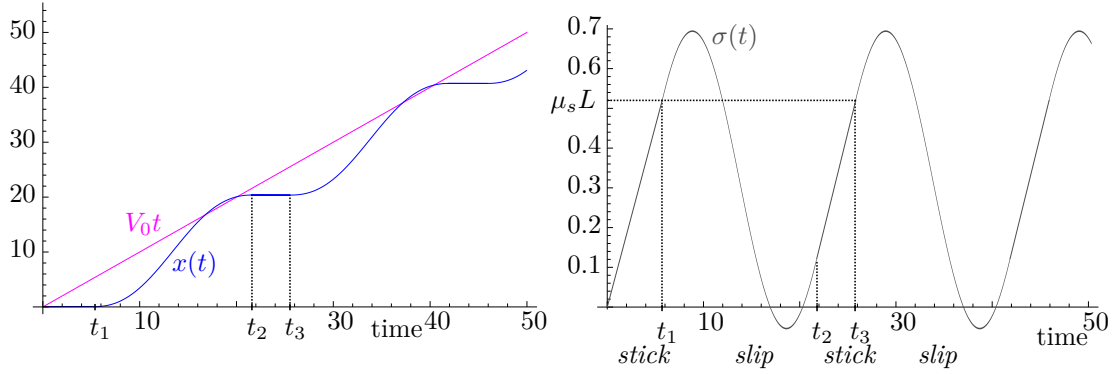 50
40
30
20
10
V₀t
x(t)
t₁
10
t₂
t₃
30
time
40
50
0.7
0.6
μₛL
0.4
0.3
0.2
0.1
σ(t)
t₁
10
t₂
t₃
30
time
50
stick
slip
stick
slip